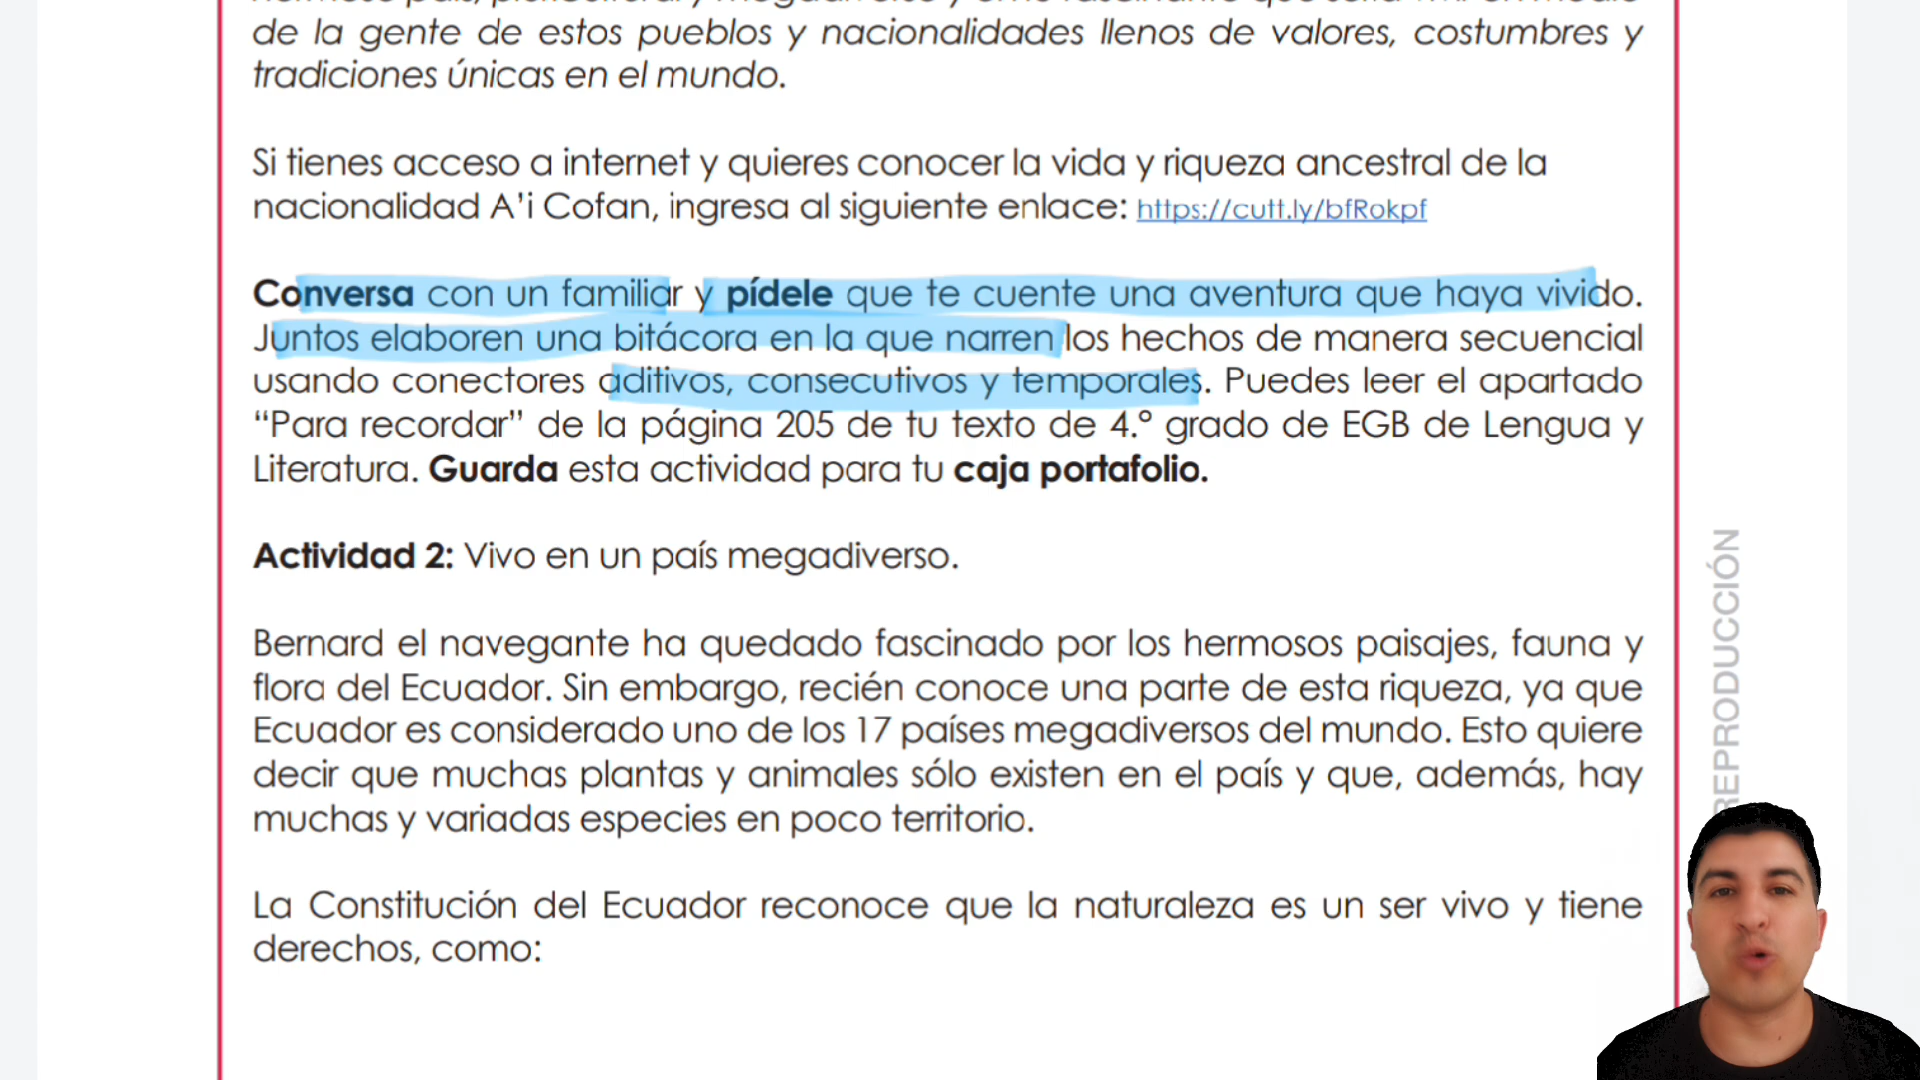 de la gente de estos pueblos y nacionalidades llenos de valores, costumbres y
tradiciones únicas en el mundo.
Si tienes acceso a internet y quieres conocer la vida y riqueza ancestral de la
nacionalidad A’i Cofan, ingresa al siguiente enlace: https://cutt.ly/bfRokpf
Conversa con un familiar y pídele que te cuente una aventura que haya vivido.
Juntos elaboren una bitácora en la que narren los hechos de manera secuencial
usando conectores aditivos, consecutivos y temporales. Puedes leer el apartado
“Para recordar” de la página 205 de tu texto de 4.º grado de EGB de Lengua y
Literatura. Guarda esta actividad para tu caja portafolio.
Actividad 2: Vivo en un país megadiverso.
Bernard el navegante ha quedado fascinado por los hermosos paisajes, fauna y
flora del Ecuador. Sin embargo, recién conoce una parte de esta riqueza, ya que
Ecuador es considerado uno de los 17 países megadiversos del mundo. Esto quiere
decir que muchas plantas y animales sólo existen en el país y que, además, hay
muchas y variadas especies en poco territorio.
La Constitución del Ecuador reconoce que la naturaleza es un ser vivo y tiene
derechos, como:
REPRODUCCIÓN